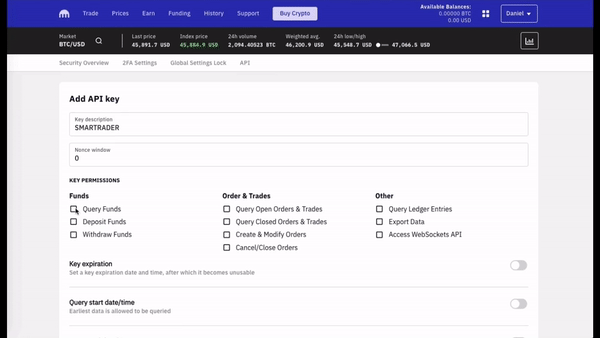 Trade Prices Earn Funding History Support Buy Crypto
Available Balances:
0.00000 BTC
0.00 USD
Daniel
Market
BTC/USD
Last price
45,891.7 USD
Index price
45,884.9 USD
24h volume
2,094.40523 BTC
Weighted avg.
46,200.9 USD
24h low/high
45,548.7 USD 47,066.5 USD
Security Overview 2FA Settings Global Settings Lock API
Add API key
Key description
SMARTRADER
Nonce window
0
KEY PERMISSIONS
Funds
Query Funds
Deposit Funds
Withdraw Funds
Order & Trades
Query Open Orders & Trades
Query Closed Orders & Trades
Create & Modify Orders
Cancel/Close Orders
Other
Query Ledger Entries
Export Data
Access WebSockets API
Key expiration
Set a key expiration date and time, after which it becomes unusable
Query start date/time
Earliest data is allowed to be queried